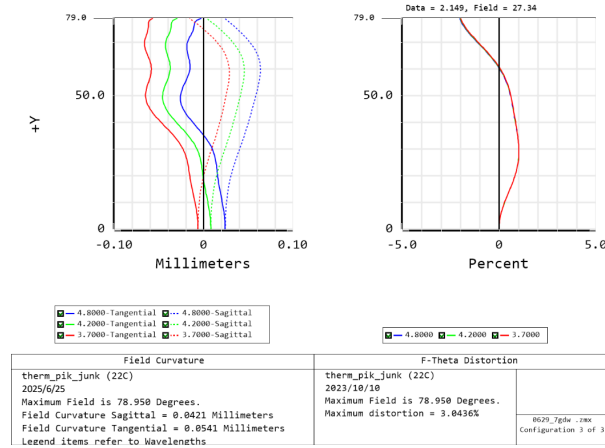 Data = 2.149, Field = 27.34
79.0
79.0
+Y
50.0
50.0
0
0
-0.10
0
0.10
-5.0
0
5.0
Millimeters
Percent
4.8000-Tangential
4.8000-Sagittal
4.2000-Tangential
4.2000-Sagittal
3.7000-Tangential
3.7000-Sagittal
4.8000
4.2000
3.7000
Field Curvature
therm_pik_junk (22C)
2025/6/25
Maximum Field is 78.950 Degrees.
Field Curvature Sagittal = 0.0421 Millimeters
Field Curvature Tangential = 0.0541 Millimeters
Legend items refer to Wavelengths
F-Theta Distortion
therm_pik_junk (22C)
2023/10/10
Maximum Field is 78.950 Degrees.
Maximum distortion = 3.0436%
0629_7gdw .zmx
Configuration 3 of 3